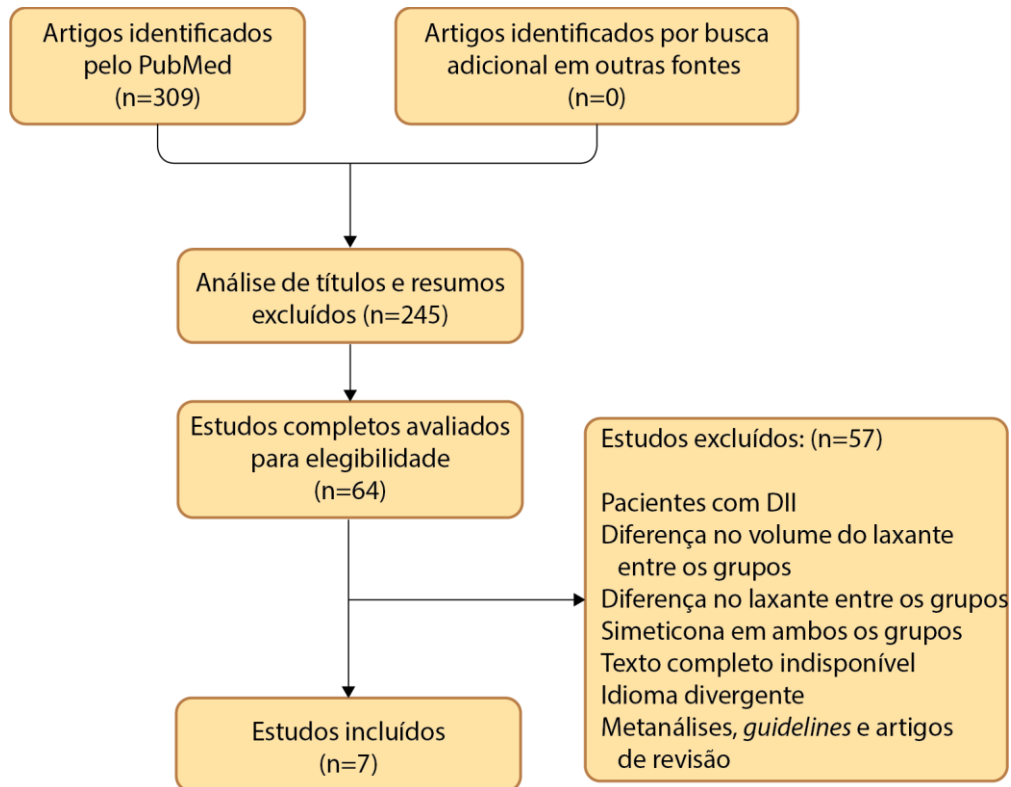 Artigos identificados
pelo PubMed
(n=309)
Artigos identificados por busca
adicional em outras fontes
(n=0)
Análise de títulos e resumos
excluídos (n=245)
Estudos completos avaliados
para elegibilidade
(n=64)
Estudos excluídos: (n=57)
Pacientes com DII
Diferença no volume do laxante
entre os grupos
Diferença no laxante entre os grupos
Simeticona em ambos os grupos
Texto completo indisponível
Idioma divergente
Metanálises, guidelines e artigos
de revisão
Estudos incluídos
(n=7)